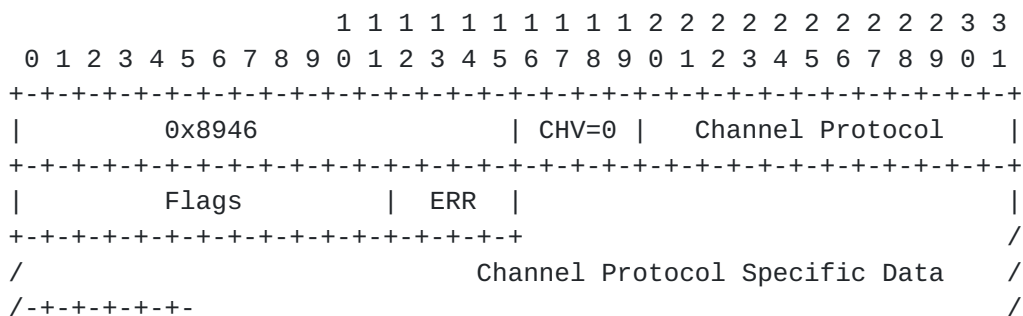 1 1 1 1 1 1 1 1 1 1 2 2 2 2 2 2 2 2 2 2 3 3
 0 1 2 3 4 5 6 7 8 9 0 1 2 3 4 5 6 7 8 9 0 1 2 3 4 5 6 7 8 9 0 1
+-+-+-+-+-+-+-+-+-+-+-+-+-+-+-+-+-+-+-+-+-+-+-+-+-+-+-+-+-+-+-+-+
|         0x8946                | CHV=0 |   Channel Protocol    |
+-+-+-+-+-+-+-+-+-+-+-+-+-+-+-+-+-+-+-+-+-+-+-+-+-+-+-+-+-+-+-+-+
|         Flags         |  ERR  |                               |
+-+-+-+-+-+-+-+-+-+-+-+-+-+-+-+-+                               /
/                             Channel Protocol Specific Data    /
/-+-+-+-+-+-                                                    /